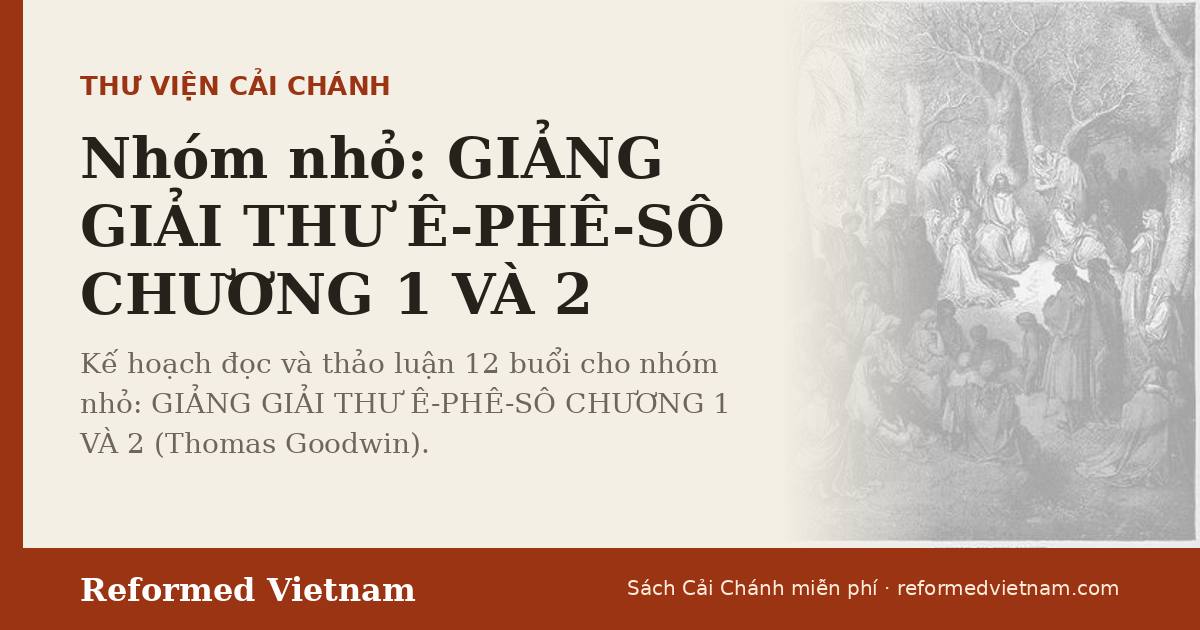 THƯ VIỆN CẢI CHÁNH
Nhóm nhỏ: GIẢNG
GIẢI THƯ Ê-PHÊ-SÔ
CHƯƠNG 1 VÀ 2
Kế hoạch đọc và thảo luận 12 buổi cho nhóm
nhỏ: GIẢNG GIẢI THƯ Ê-PHÊ-SÔ CHƯƠNG 1
VÀ 2 (Thomas Goodwin).
Reformed Vietnam
Sách Cải Chánh miễn phí · reformedvietnam.com